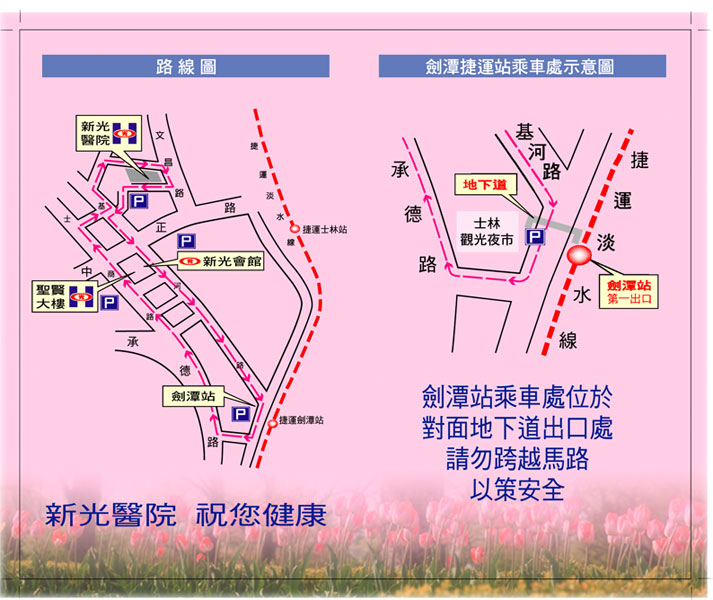 路線圖
新光
醫院
文
昌
路
基
河
路
士
商
路
中
正
路
P
P
新光會館
聖賢
大樓
P
承
德
路
劍潭站
P
捷運淡水線
捷運士林站
捷運劍潭站
新光醫院 祝您健康
劍潭捷運站乘車處示意圖
基
河
路
承
德
路
地下道
士林
觀光夜市
P
捷
運
淡
水
線
劍潭站
第一出口
劍潭站乘車處位於
對面地下道出口處
請勿跨越馬路
以策安全